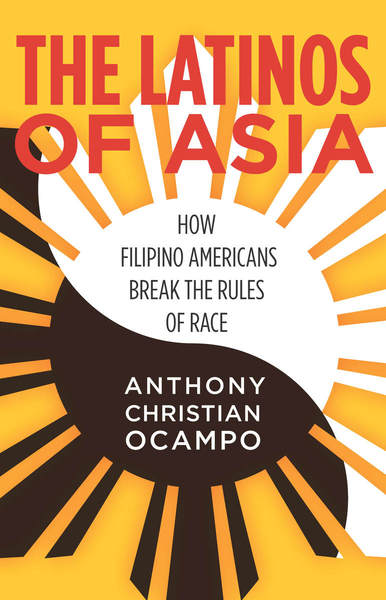 THE LATINOS
OF ASIA
HOW
FILIPINO AMERICANS
BREAK THE RULES
OF RACE
ANTHONY
CHRISTIAN
OCAMPO